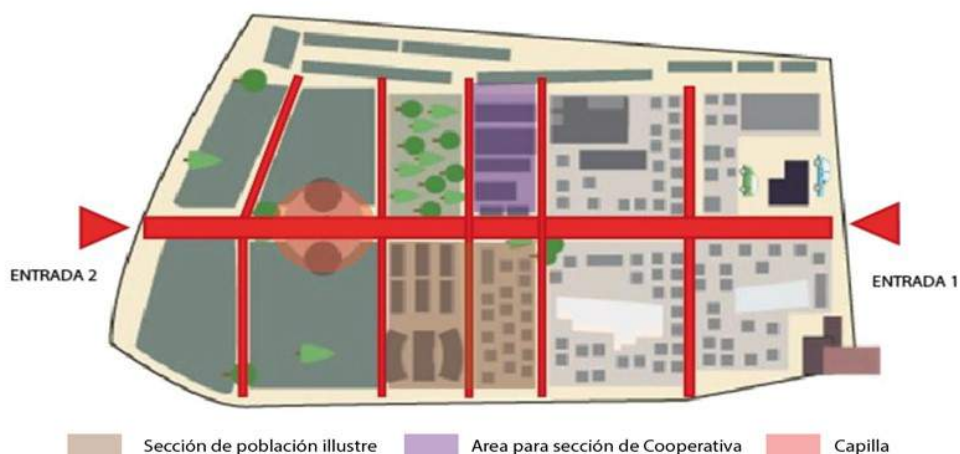 ENTRADA 2
ENTRADA 1
Sección de población illustre
Area para sección de Cooperativa
Capilla